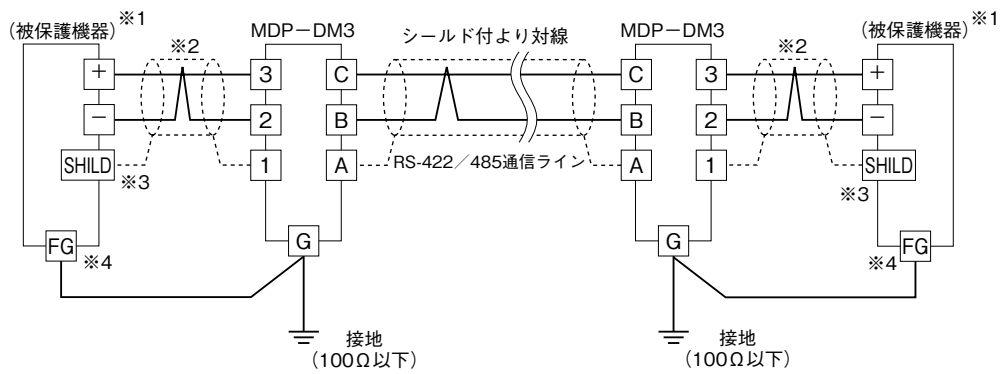 (被保護機器)※1
MDP－DM3
シールド付より対線
MDP－DM3
(被保護機器)※1
※2
※2
+
3
C
C
3
+
−
2
B
B
2
−
SHILD
※3
1
A
RS-422／485通信ライン
A
1
※3
SHILD
FG
※4
G
G
※4
FG
接地
(100Ω以下)
接地
(100Ω以下)